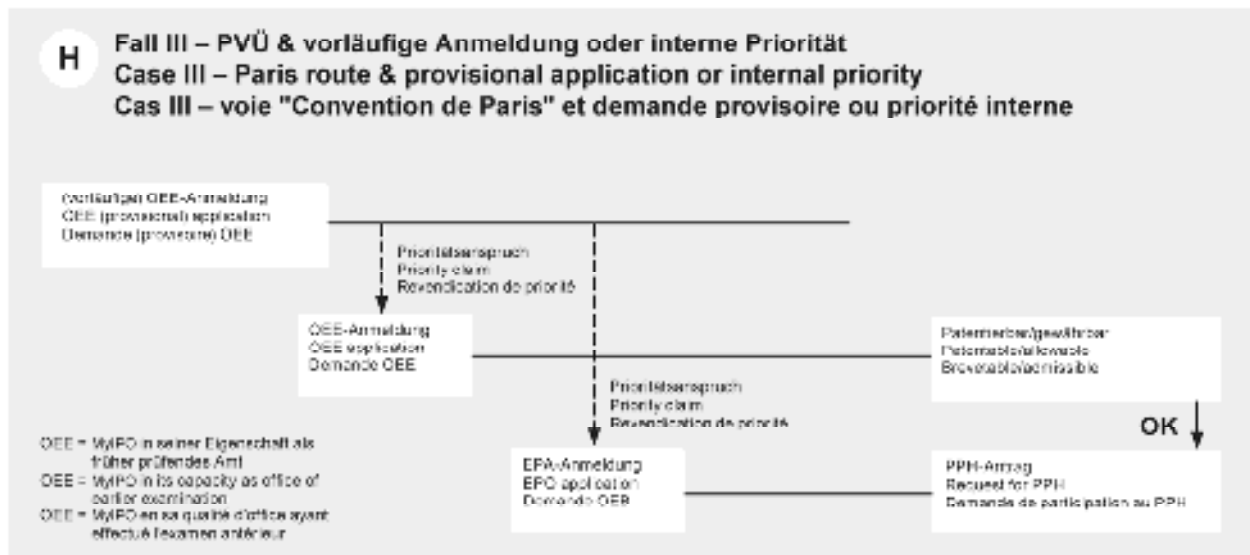 H
Fall III – PVÜ & vorläufige Anmeldung oder interne Priorität
Case III – Paris route & provisional application or internal priority
Cas III – voie "Convention de Paris" et demande provisoire ou priorité interne
(vorläufige) OEE-Anmeldung
OEE (provisional) application
Demande (provisoire) OEE
Prioritätsanspruch
Priority claim
Revendication de priorité
OEE-Anmeldung
OEE application
Demande OEE
Patentierbar/gewährbar
Patentable/allowable
Brevetable/admissible
Prioritätsanspruch
Priority claim
Revendication de priorité
OK
OEE = MyIPO in seiner Eigenschaft als
früher prüfendes Amt
OEE = MyIPO in its capacity as office of
earlier examination
OEE = MyIPO en sa qualité d'office ayant
effectué l'examen antérieur
EPA-Anmeldung
EPO application
Demande OEB
PPH-Antrag
Request for PPH
Demande de participation au PPH